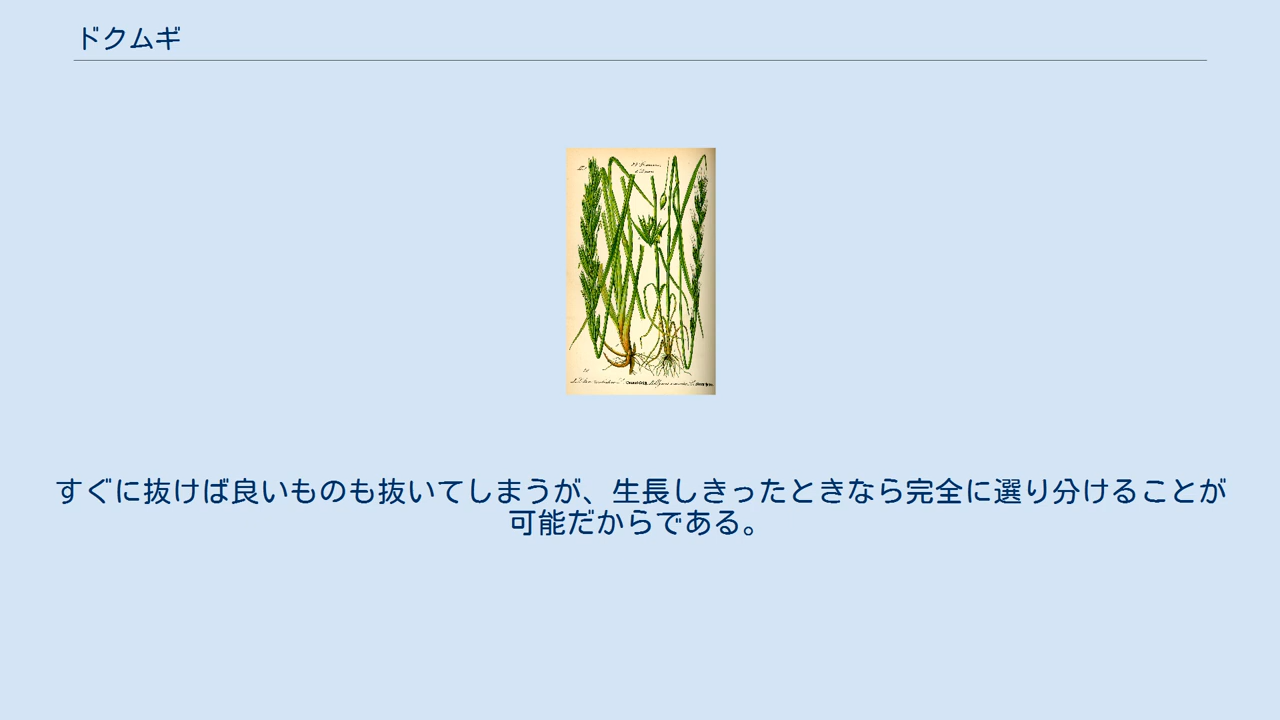 ドクムギ
すぐに抜けば良いものも抜いてしまうが、生長しきったときなら完全に選り分けることが
可能だからである。